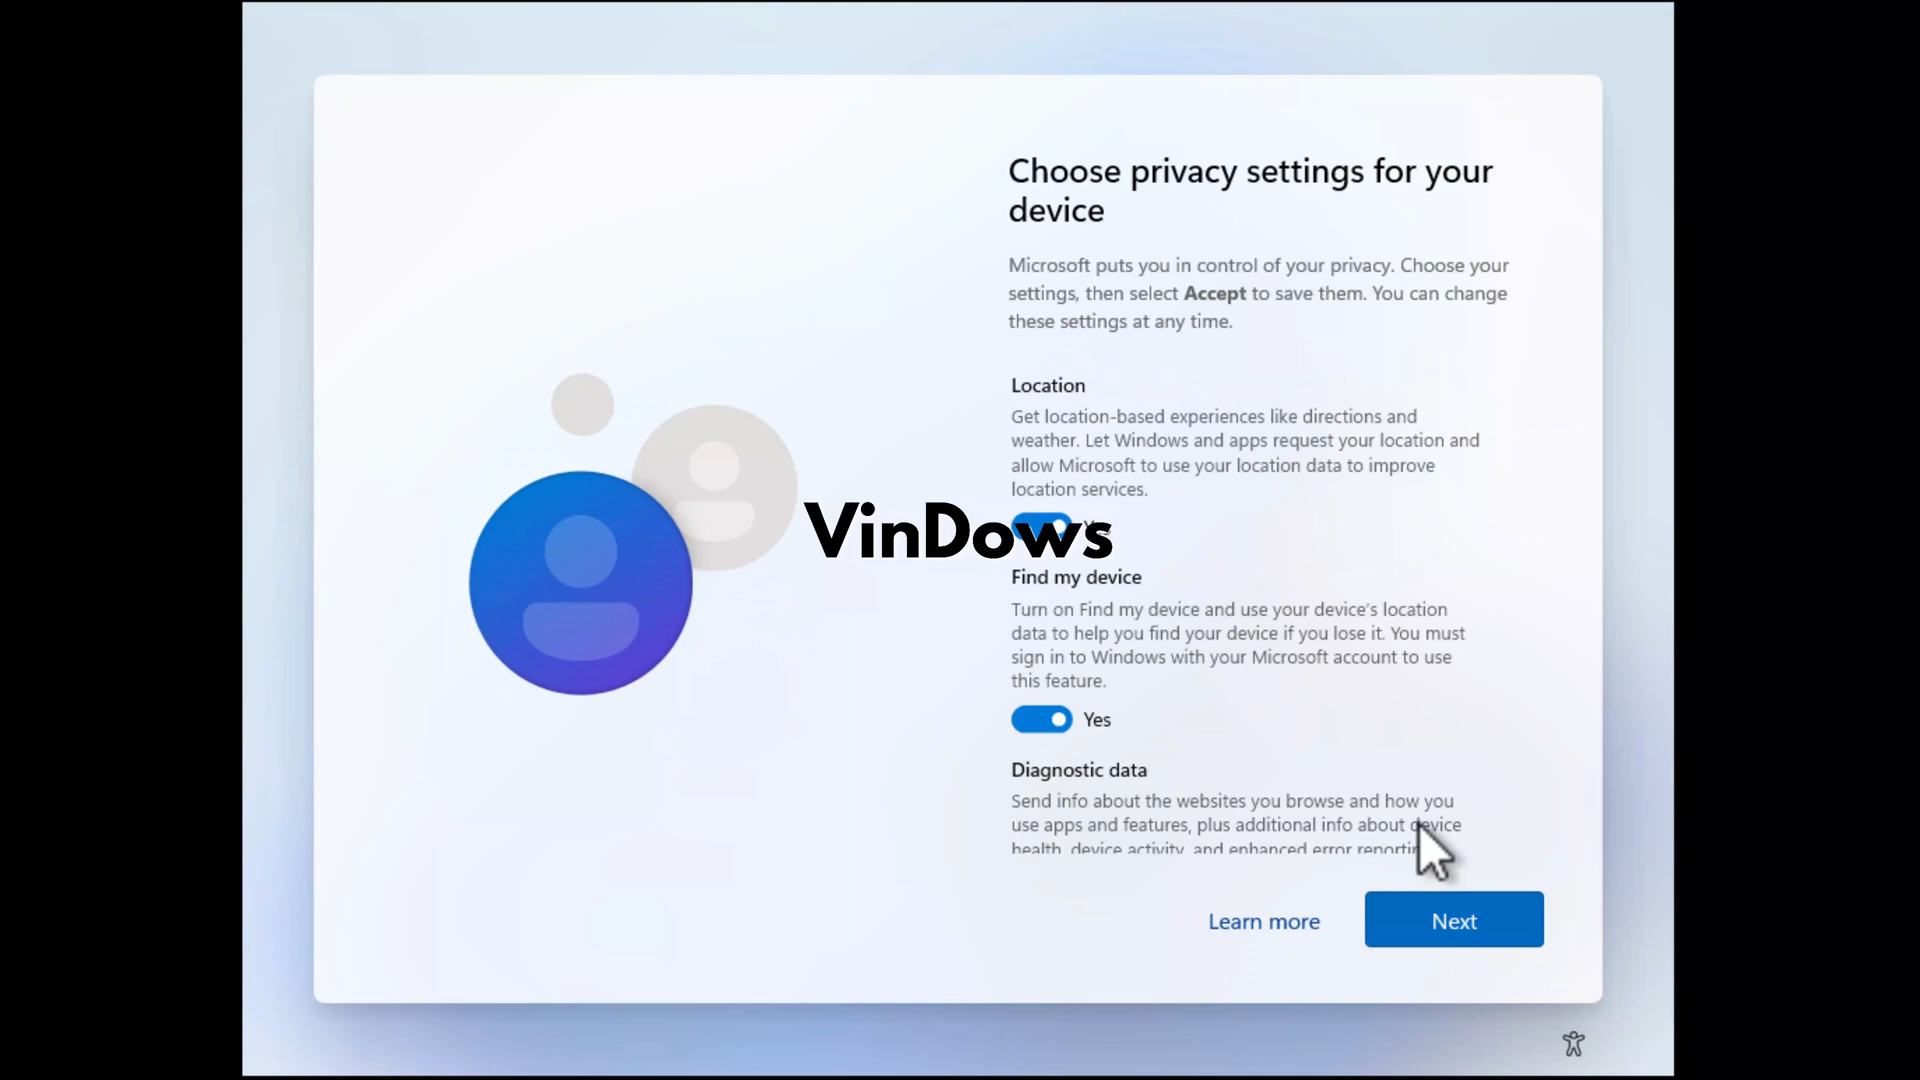 Choose privacy settings for your
device
Microsoft puts you in control of your privacy. Choose your
settings, then select Accept to save them. You can change
these settings at any time.
Location
Get location-based experiences like directions and
weather. Let Windows and apps request your location and
allow Microsoft to use your location data to improve
location services.
VinDows
Find my device
Turn on Find my device and use your device's location
data to help you find your device if you lose it. You must
sign in to Windows with your Microsoft account to use
this feature.
Yes
Diagnostic data
Send info about the websites you browse and how you
use apps and features, plus additional info about device
health, device activity, and enhanced error
Learn more
Next